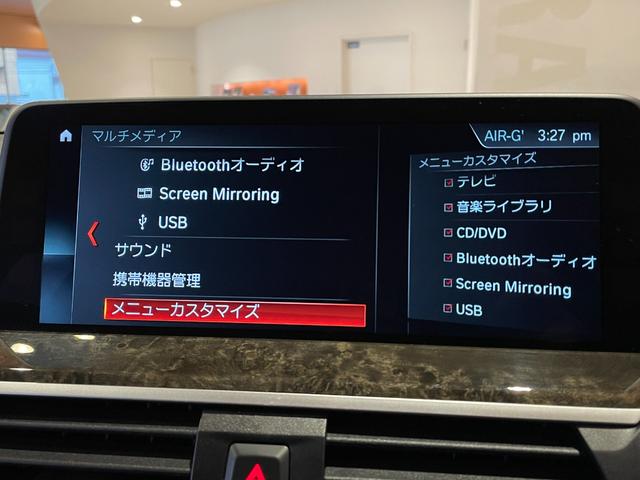 マルチメディア
AIR-G' 3:27 pm
Bluetoothオーディオ
Screen Mirroring
USB
サウンド
携帯機器管理
メニューカスタマイズ
メニューカスタマイズ
テレビ
音楽ライブラリ
CD/DVD
Bluetoothオーディオ
Screen Mirroring
USB